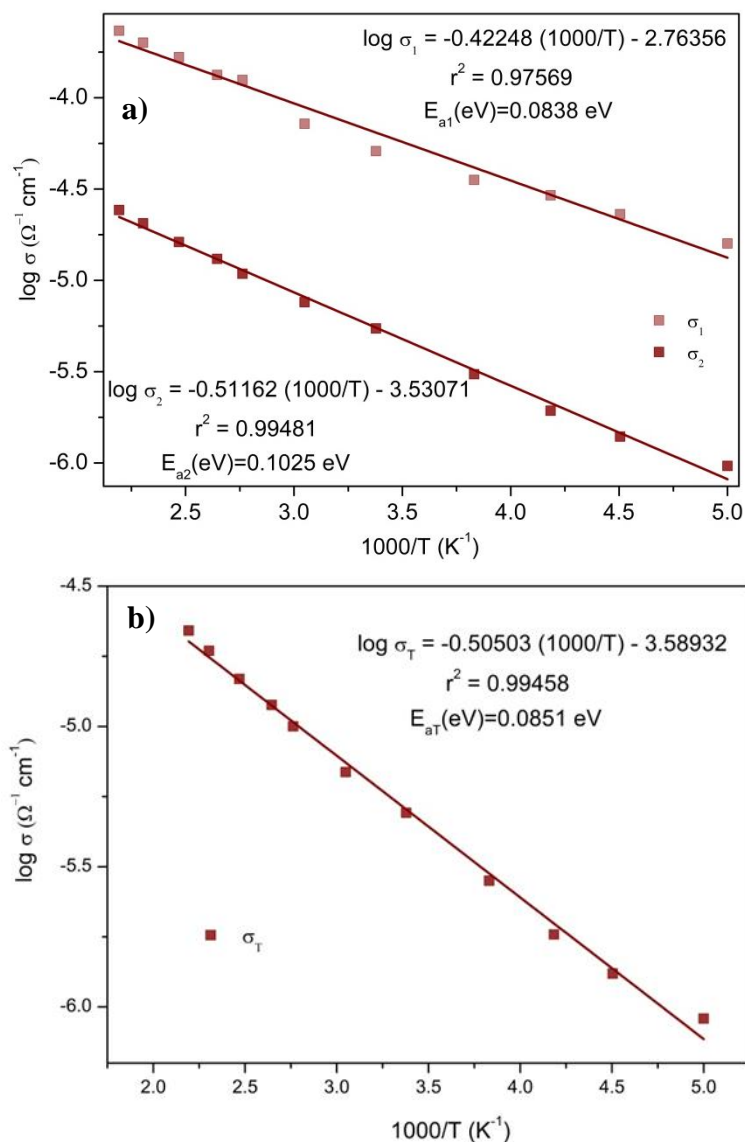 a)
log σ₁ = -0.42248 (1000/T) - 2.76356
r² = 0.97569
Eₐ₁(eV)=0.0838 eV
-4.0
-4.5
-5.0
-5.5
-6.0
log σ (Ω⁻¹ cm⁻¹)
σ₁
σ₂
log σ₂ = -0.51162 (1000/T) - 3.53071
r² = 0.99481
Eₐ₂(eV)=0.1025 eV
2.5 3.0 3.5 4.0 4.5 5.0
1000/T (K⁻¹)
b)
log σ_T = -0.50503 (1000/T) - 3.58932
r² = 0.99458
E_aT(eV)=0.0851 eV
-4.5
-5.0
-5.5
-6.0
log σ (Ω⁻¹ cm⁻¹)
σ_T
2.0 2.5 3.0 3.5 4.0 4.5 5.0
1000/T (K⁻¹)